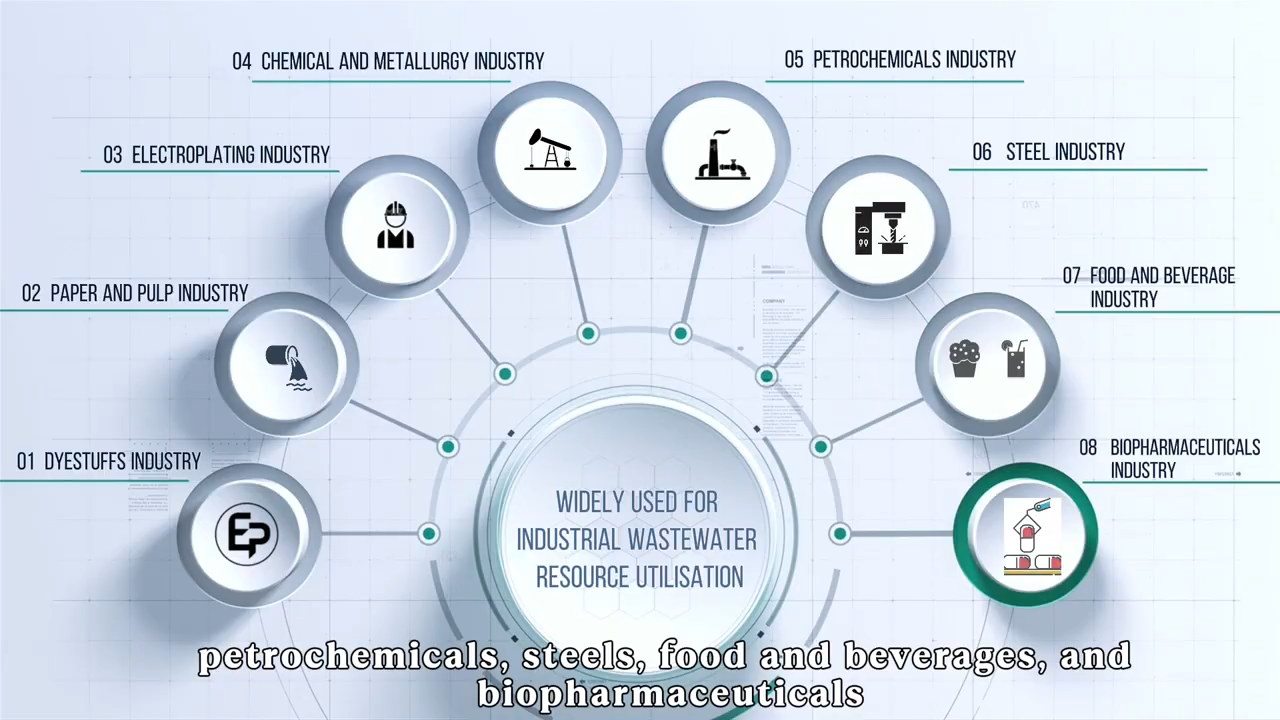 04 CHEMICAL AND METALLURGY INDUSTRY
05 PETROCHEMICALS INDUSTRY
03 ELECTROPLATING INDUSTRY
06 STEEL INDUSTRY
02 PAPER AND PULP INDUSTRY
07 FOOD AND BEVERAGE
INDUSTRY
01 DYESTUFFS INDUSTRY
08 BIOPHARMACEUTICALS
INDUSTRY
EP
COMPANY
WIDELY USED FOR
INDUSTRIAL WASTEWATER
RESOURCE UTILISATION
petrochemicals, steels, food and beverages, and
biopharmaceuticals